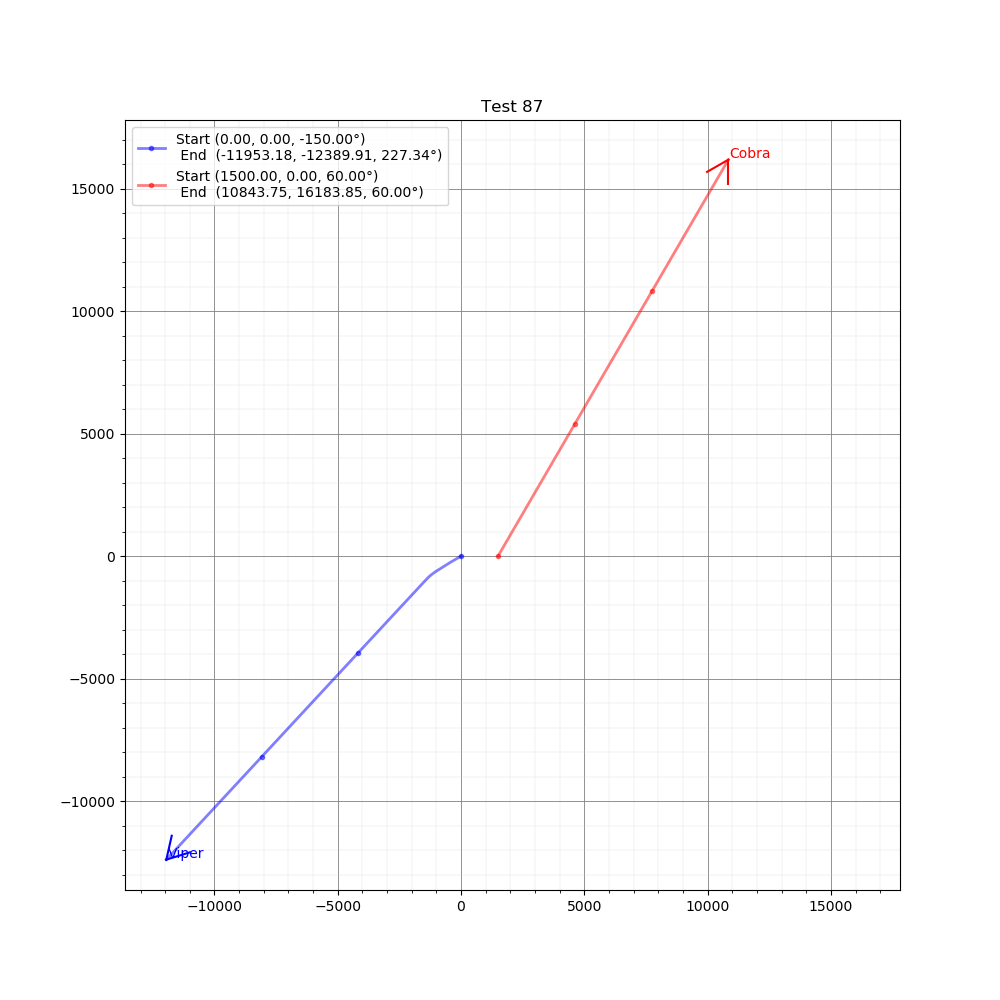 Test 87
Start (0.00, 0.00, -150.00°)
End (-11953.18, -12389.91, 227.34°)
Start (1500.00, 0.00, 60.00°)
End (10843.75, 16183.85, 60.00°)
Cobra
15000
10000
5000
0
−5000
−10000
Viper
−10000
−5000
0
5000
10000
15000